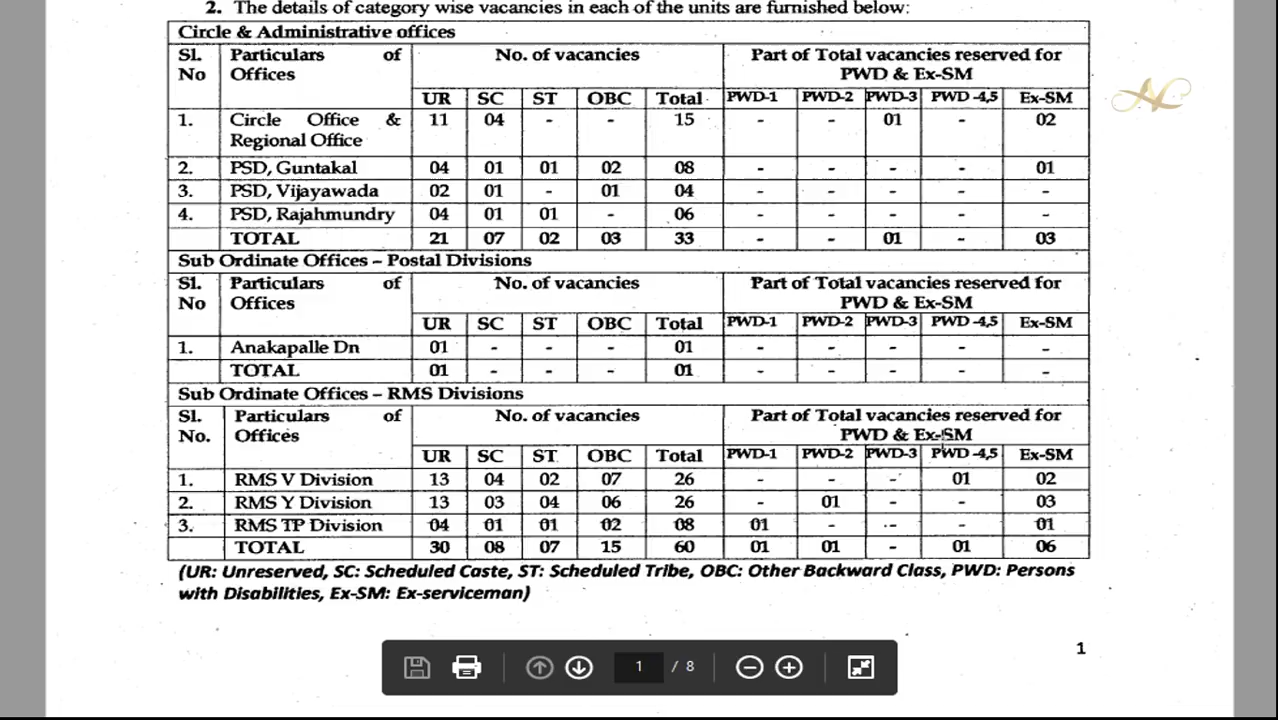 2. The details of category wise vacancies in each of the units are furnished below:
Circle & Administrative offices
Sl. No Particulars of Offices No. of vacancies Part of Total vacancies reserved for PWD & Ex-SM
UR SC ST OBC Total PWD-1 PWD-2 PWD-3 PWD -4,5 Ex-SM
1. Circle Office & Regional Office 11 04 - - 15 - - 01 - 02
2. PSD, Guntakal 04 01 01 02 08 - - - - 01
3. PSD, Vijayawada 02 01 - 01 04 - - - - -
4. PSD, Rajahmundry 04 01 01 - 06 - - - - -
TOTAL 21 07 02 03 33 - - 01 - 03
Sub Ordinate Offices – Postal Divisions
Sl. No Particulars of Offices No. of vacancies Part of Total vacancies reserved for PWD & Ex-SM
UR SC ST OBC Total PWD-1 PWD-2 PWD-3 PWD -4,5 Ex-SM
1. Anakapalle Dn 01 - - - 01 - - - - -
TOTAL 01 - - - 01 - - - - -
Sub Ordinate Offices – RMS Divisions
Sl. No. Particulars of Offices No. of vacancies Part of Total vacancies reserved for PWD & Ex-SM
UR SC ST OBC Total PWD-1 PWD-2 PWD-3 PWD -4,5 Ex-SM
1. RMS V Division 13 04 02 07 26 - - - 01 02
2. RMS Y Division 13 03 04 06 26 - 01 - - 03
3. RMS TP Division 04 01 01 02 08 01 - - - 01
TOTAL 30 08 07 15 60 01 01 - 01 06
(UR: Unreserved, SC: Scheduled Caste, ST: Scheduled Tribe, OBC: Other Backward Class, PWD: Persons
with Disabilities, Ex-SM: Ex-serviceman)
1
1 / 8